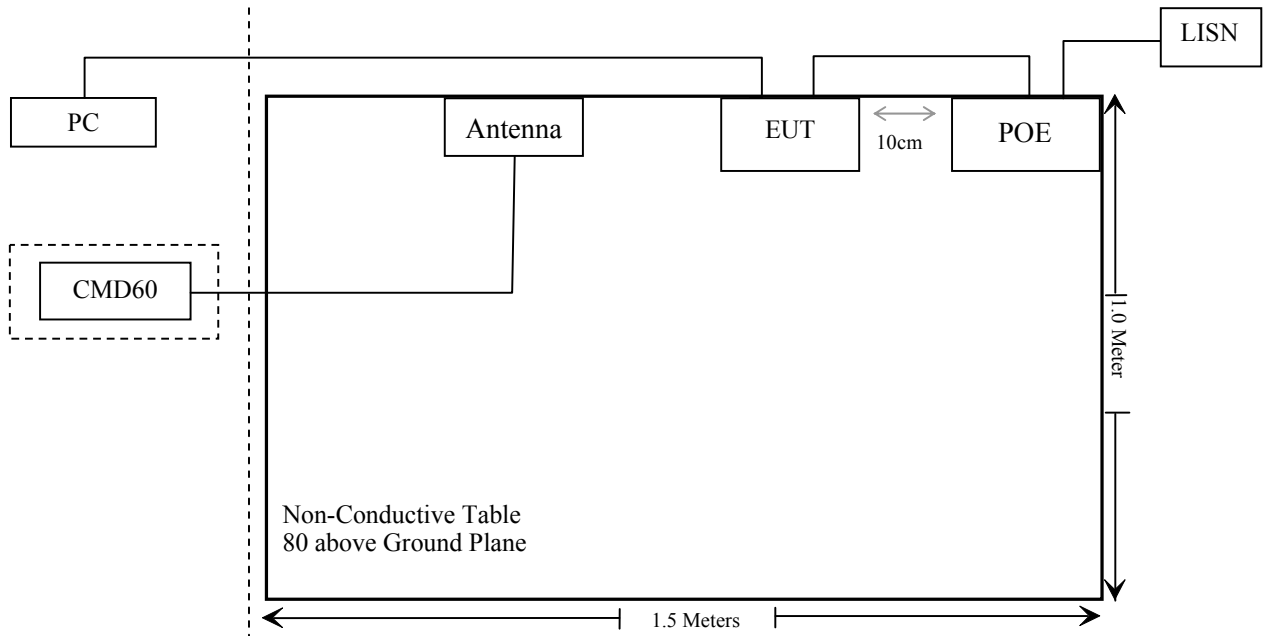 LISN
PC
Antenna
EUT
10cm
POE
CMD60
1.0 Meter
Non-Conductive Table
80 above Ground Plane
1.5 Meters